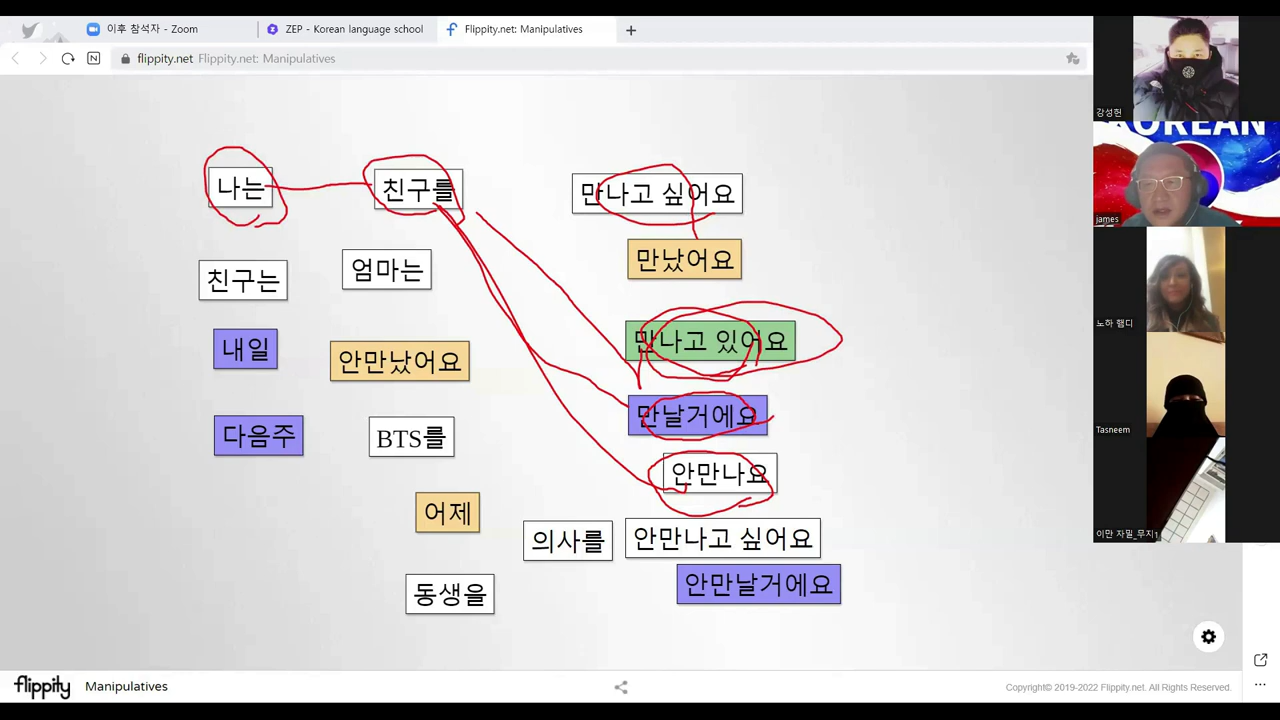 이후 참석자 - Zoom
ZEP - Korean language school
Flippity.net: Manipulatives
flippity.net Flippity.net: Manipulatives
강성헌
KOREAN
james
노하 햄디
Tasneem
나는 친구를 만나고 싶어요
만났어요
친구는 엄마는
만나고 있어요
내일 안만났어요
만날거에요
다음주 BTS를
안만나요
어제
의사를 안만나고 싶어요
동생을 안만날거에요
flippity Manipulatives
Copyright© 2019-2022 Flippity.net. All Rights Reserved.